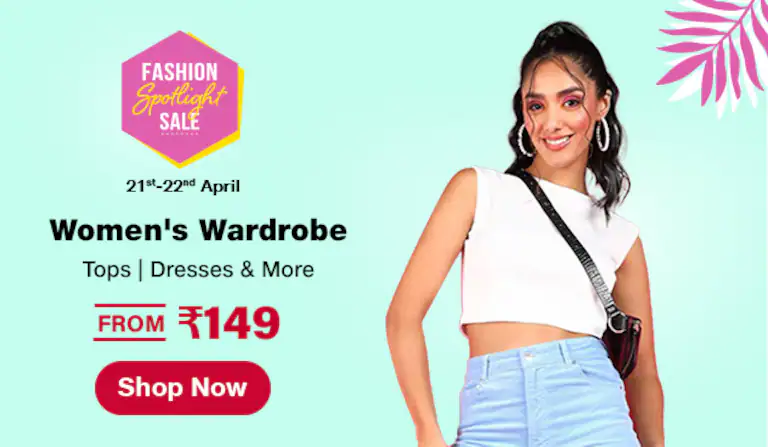 FASHION
Spotlight
SALE
21st-22nd April
Women's Wardrobe
Tops | Dresses & More
FROM ₹149
Shop Now